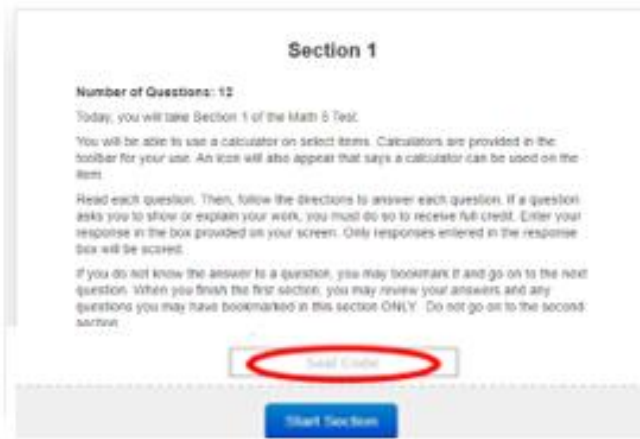 Section 1
Number of Questions: 12
Today, you will take Section 1 of the Math 5 Test.
You will be able to use a calculator on select items. Calculators are provided in the
toolbar for your use. An icon will also appear that says a calculator can be used on the
item.
Read each question. Then, follow the directions to answer each question. If a question
asks you to show or explain your work, you must do so to receive full credit. Enter your
response in the box provided on your screen. Only responses entered in the response
box will be scored.
If you do not know the answer to a question, you may bookmark it and go on to the next
question. When you finish the first section, you may review your answers and any
questions you may have bookmarked in this section ONLY. Do not go on to the second
section
Seal Code
Start Section